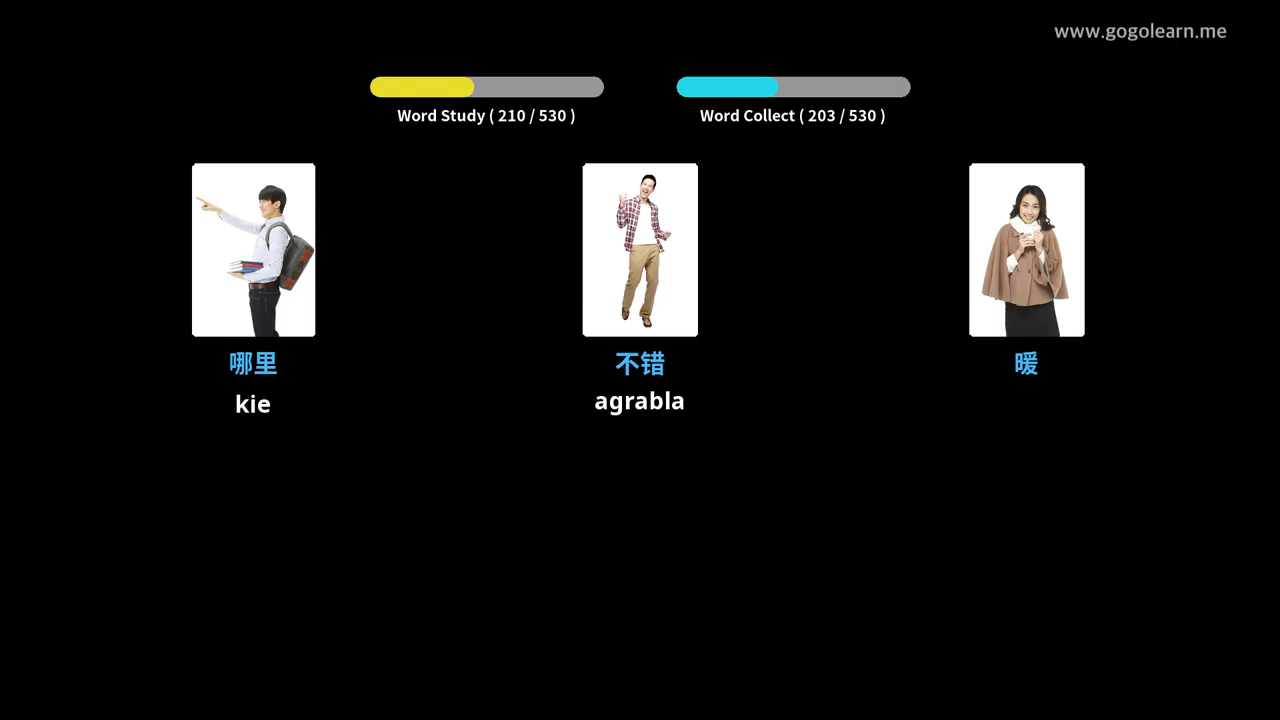 www.gogolearn.me
Word Study ( 210 / 530 )
Word Collect ( 203 / 530 )
哪里
不错
暖
kie
agrabla